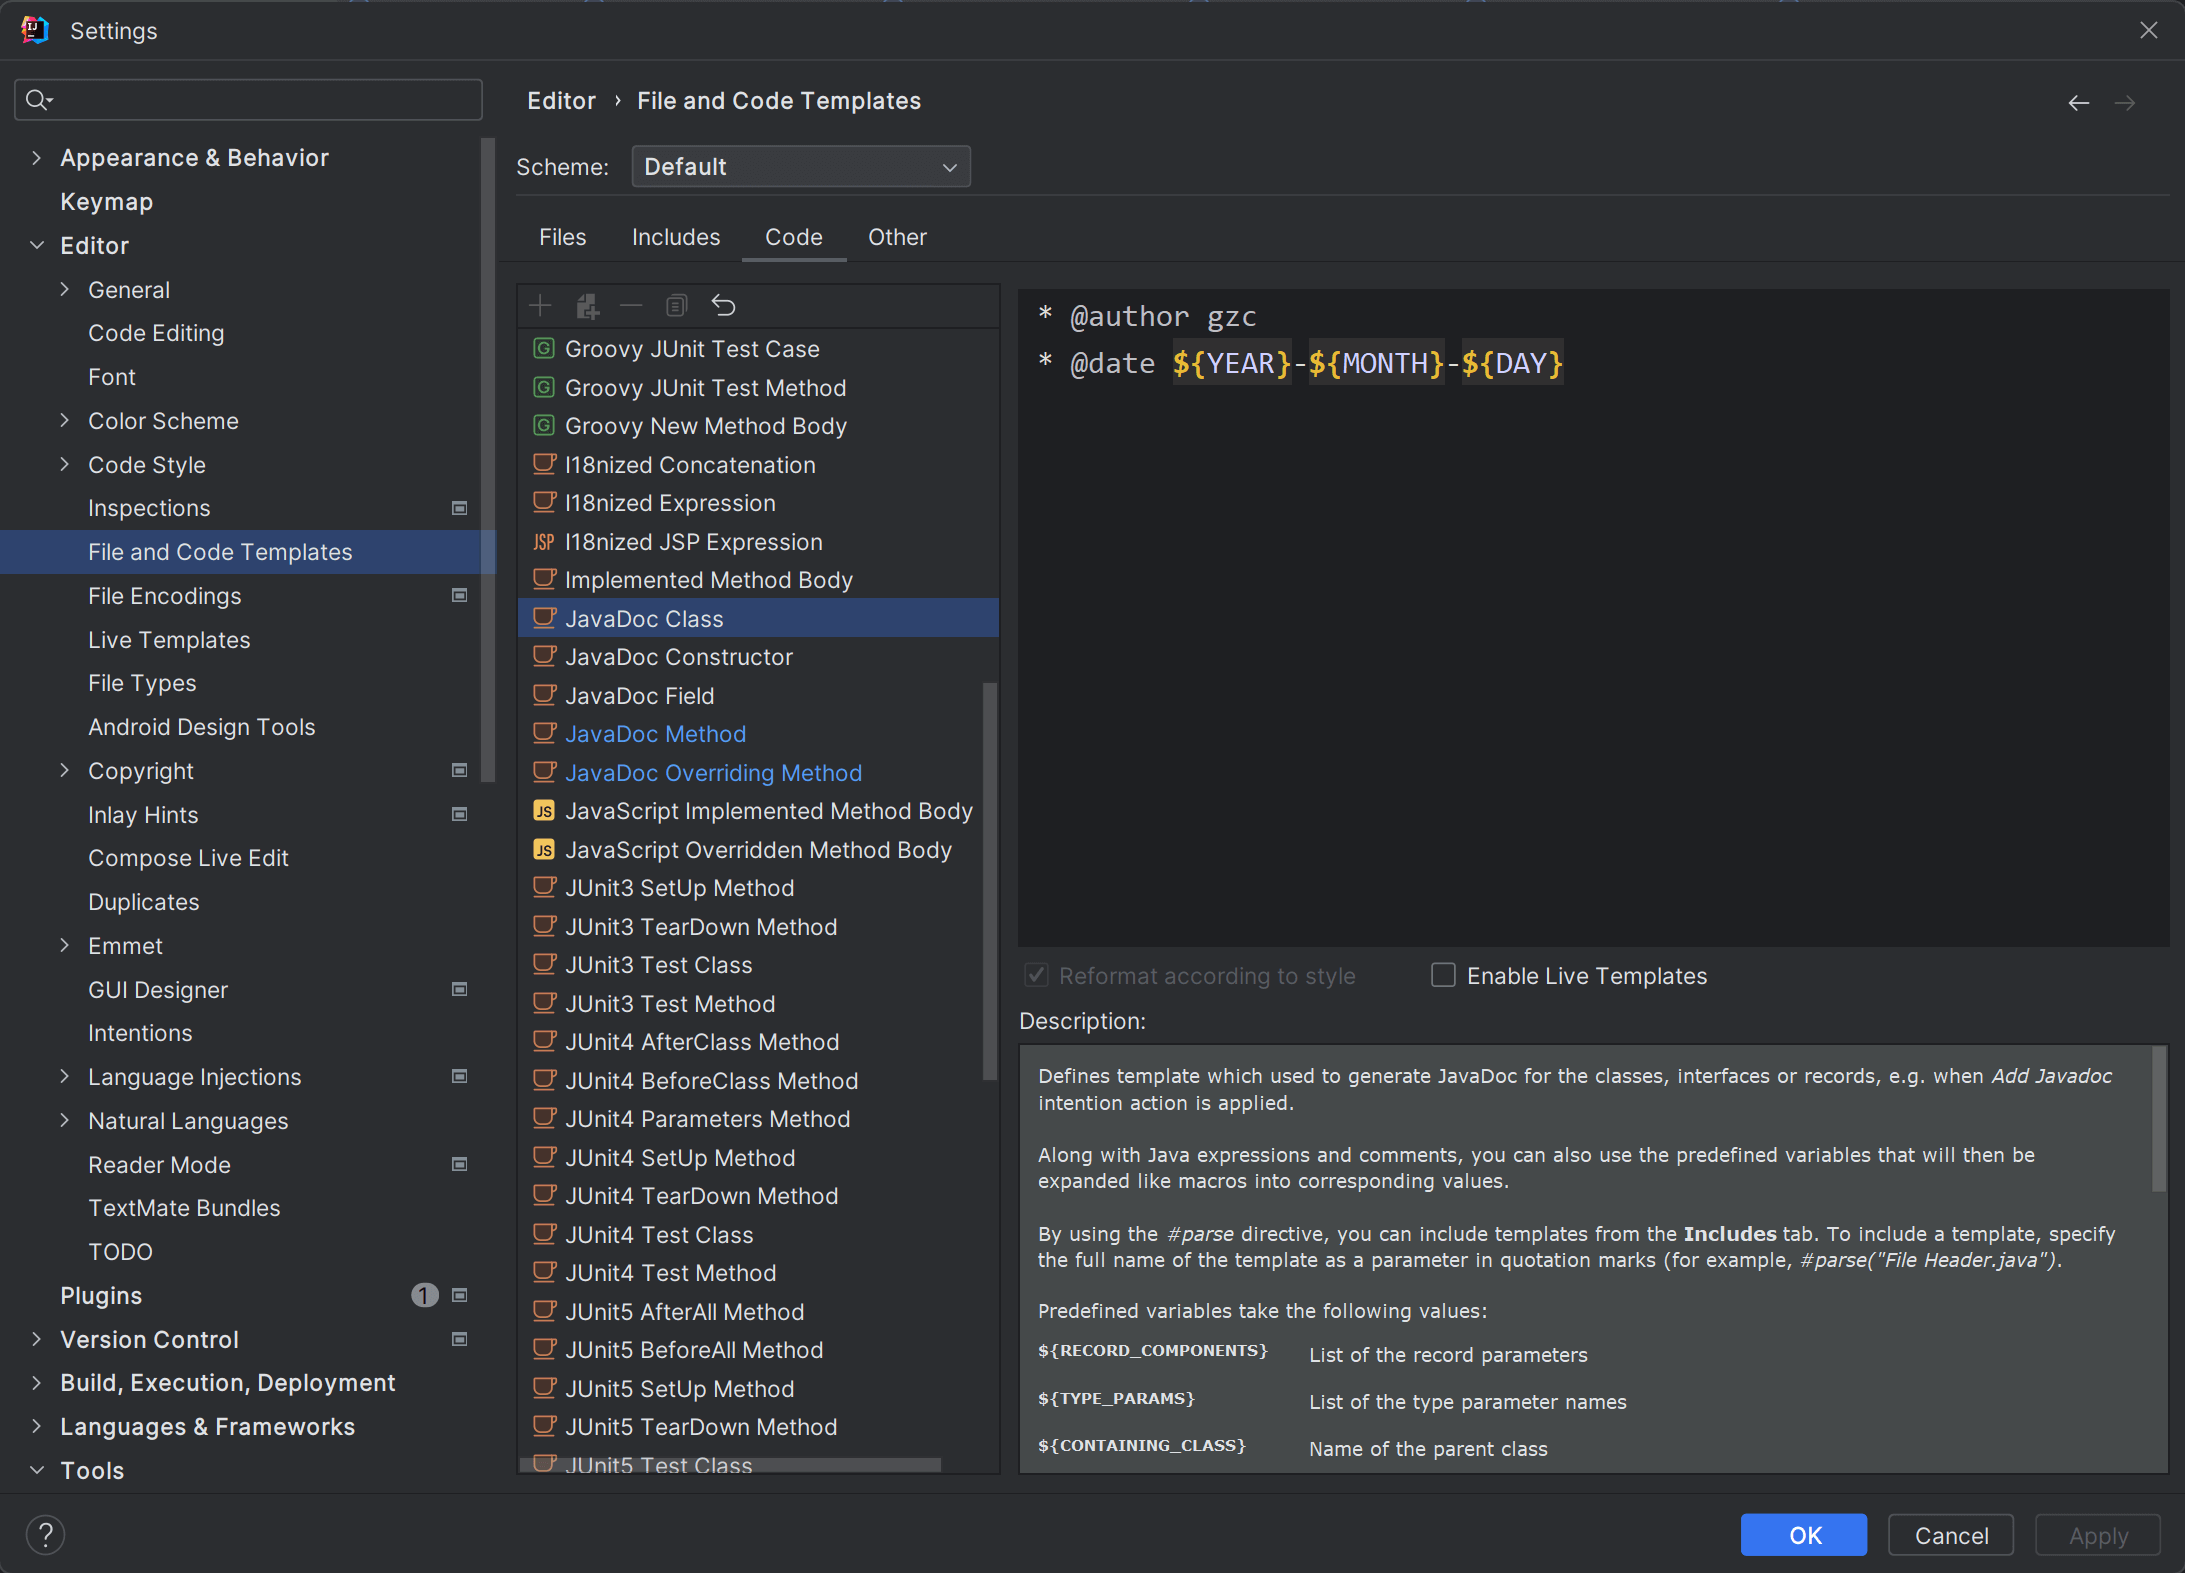 Settings
Appearance & Behavior
Keymap
Editor
General
Code Editing
Font
Color Scheme
Code Style
Inspections
File and Code Templates
File Encodings
Live Templates
File Types
Android Design Tools
Copyright
Inlay Hints
Compose Live Edit
Duplicates
Emmet
GUI Designer
Intentions
Language Injections
Natural Languages
Reader Mode
TextMate Bundles
TODO
Plugins 1
Version Control
Build, Execution, Deployment
Languages & Frameworks
Tools
Editor › File and Code Templates
Scheme: Default
Files Includes Code Other
Groovy JUnit Test Case
Groovy JUnit Test Method
Groovy New Method Body
I18nized Concatenation
I18nized Expression
JSP I18nized JSP Expression
Implemented Method Body
JavaDoc Class
JavaDoc Constructor
JavaDoc Field
JavaDoc Method
JavaDoc Overriding Method
JS JavaScript Implemented Method Body
JS JavaScript Overridden Method Body
JUnit3 SetUp Method
JUnit3 TearDown Method
JUnit3 Test Class
JUnit3 Test Method
JUnit4 AfterClass Method
JUnit4 BeforeClass Method
JUnit4 Parameters Method
JUnit4 SetUp Method
JUnit4 TearDown Method
JUnit4 Test Class
JUnit4 Test Method
JUnit5 AfterAll Method
JUnit5 BeforeAll Method
JUnit5 SetUp Method
JUnit5 TearDown Method
JUnit5 Test Class
* @author gzc
* @date ${YEAR}-${MONTH}-${DAY}
Reformat according to style Enable Live Templates
Description:
Defines template which used to generate JavaDoc for the classes, interfaces or records, e.g. when Add Javadoc
intention action is applied.
Along with Java expressions and comments, you can also use the predefined variables that will then be
expanded like macros into corresponding values.
By using the #parse directive, you can include templates from the Includes tab. To include a template, specify
the full name of the template as a parameter in quotation marks (for example, #parse("File Header.java").
Predefined variables take the following values:
${RECORD_COMPONENTS} List of the record parameters
${TYPE_PARAMS} List of the type parameter names
${CONTAINING_CLASS} Name of the parent class
? OK Cancel Apply